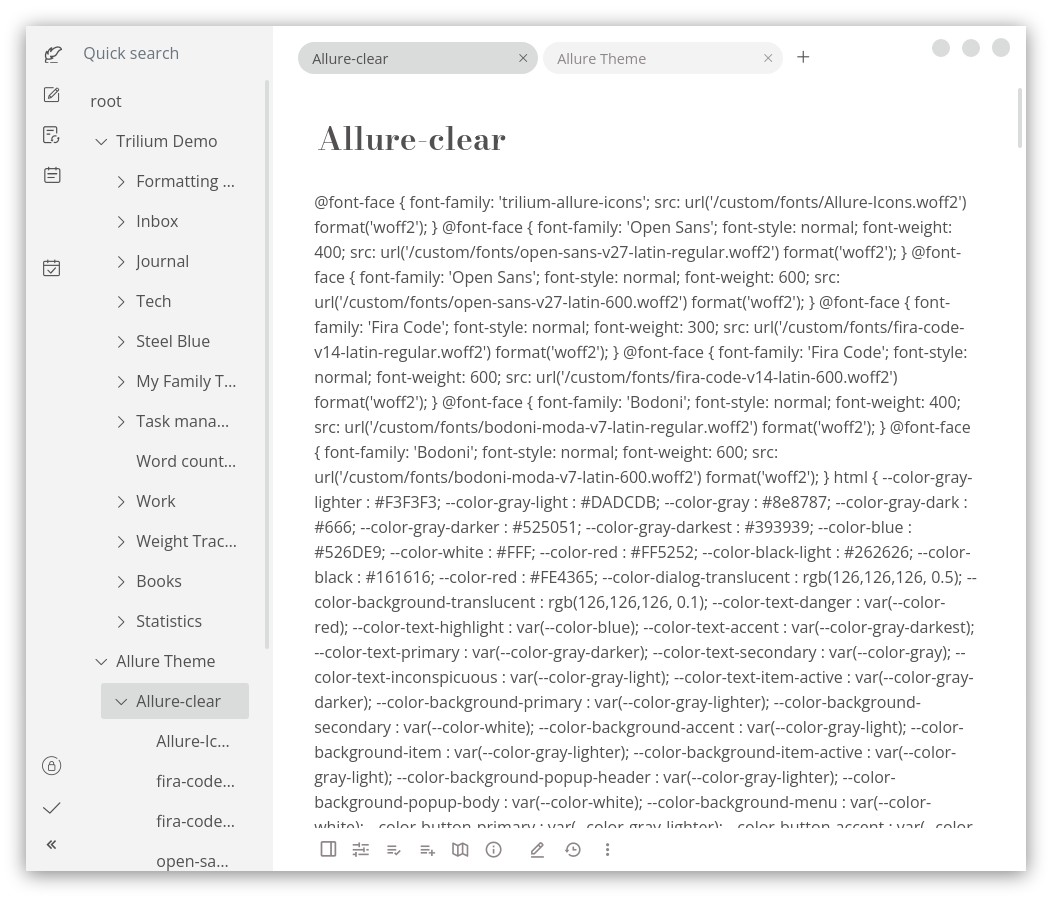 Quick search
root
Trilium Demo
Formatting ...
Inbox
Journal
Tech
Steel Blue
My Family T...
Task mana...
Word count...
Work
Weight Trac...
Books
Statistics
Allure Theme
Allure-clear
Allure-Ic...
fira-code...
fira-code...
open-sa...
Allure-clear
Allure Theme
Allure-clear
@font-face { font-family: 'trilium-allure-icons'; src: url('/custom/fonts/Allure-Icons.woff2')
format('woff2'); } @font-face { font-family: 'Open Sans'; font-style: normal; font-weight:
400; src: url('/custom/fonts/open-sans-v27-latin-regular.woff2') format('woff2'); } @font-
face { font-family: 'Open Sans'; font-style: normal; font-weight: 600; src:
url('/custom/fonts/open-sans-v27-latin-600.woff2') format('woff2'); } @font-face { font-
family: 'Fira Code'; font-style: normal; font-weight: 300; src: url('/custom/fonts/fira-code-
v14-latin-regular.woff2') format('woff2'); } @font-face { font-family: 'Fira Code'; font-style:
normal; font-weight: 600; src: url('/custom/fonts/fira-code-v14-latin-600.woff2')
format('woff2'); } @font-face { font-family: 'Bodoni'; font-style: normal; font-weight: 400;
src: url('/custom/fonts/bodoni-moda-v7-latin-regular.woff2') format('woff2'); } @font-face
{ font-family: 'Bodoni'; font-style: normal; font-weight: 600; src:
url('/custom/fonts/bodoni-moda-v7-latin-600.woff2') format('woff2'); } html { --color-gray-
lighter : #F3F3F3; --color-gray-light : #DADCDB; --color-gray : #8e8787; --color-gray-dark :
#666; --color-gray-darker : #525051; --color-gray-darkest : #393939; --color-blue :
#526DE9; --color-white : #FFF; --color-red : #FF5252; --color-black-light : #262626; --color-
black : #161616; --color-red : #FE4365; --color-dialog-translucent : rgb(126,126,126, 0.5); --
color-background-translucent : rgb(126,126,126, 0.1); --color-text-danger : var(--color-
red); --color-text-highlight : var(--color-blue); --color-text-accent : var(--color-gray-darkest);
--color-text-primary : var(--color-gray-darker); --color-text-secondary : var(--color-gray); --
color-text-inconspicuous : var(--color-gray-light); --color-text-item-active : var(--color-gray-
darker); --color-background-primary : var(--color-gray-lighter); --color-background-
secondary : var(--color-white); --color-background-accent : var(--color-gray-light); --color-
background-item : var(--color-gray-lighter); --color-background-item-active : var(--color-
gray-light); --color-background-popup-header : var(--color-gray-lighter); --color-
background-popup-body : var(--color-white); --color-background-menu : var(--color-
white); --color-button-primary : var(--color-gray-lighter); --color-button-accent : var(--color-